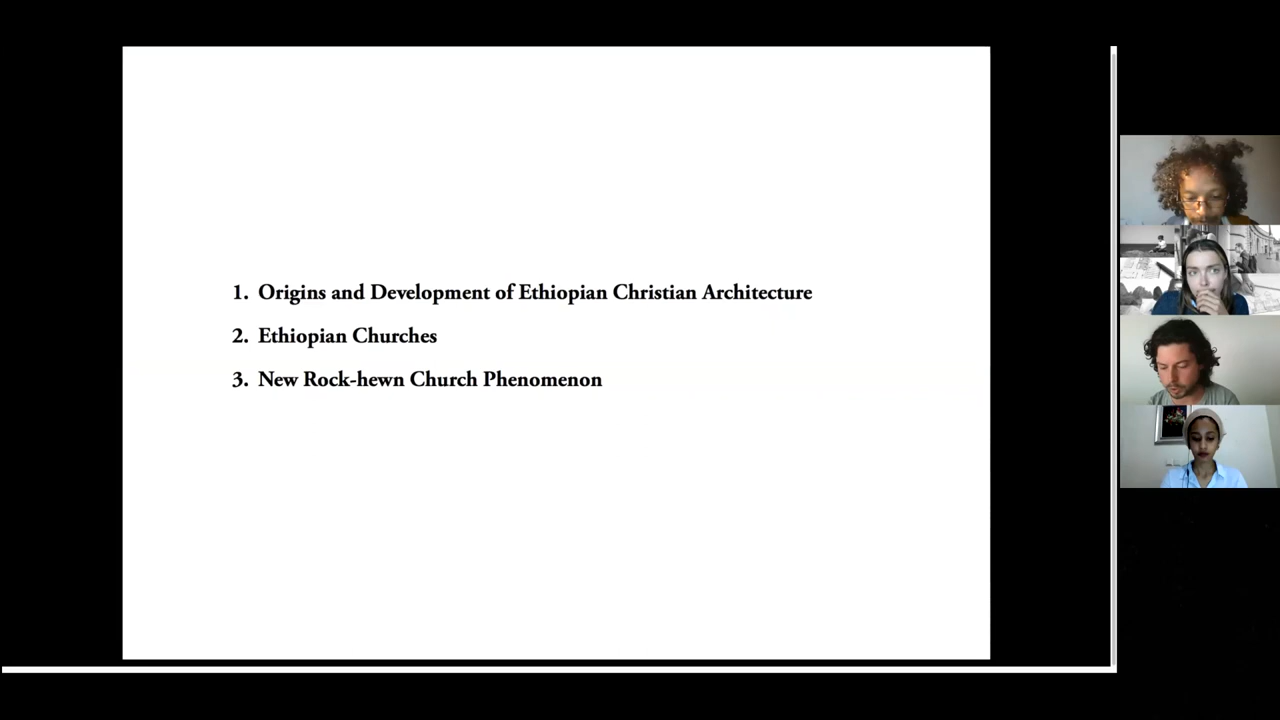 1. Origins and Development of Ethiopian Christian Architecture
2. Ethiopian Churches
3. New Rock-hewn Church Phenomenon